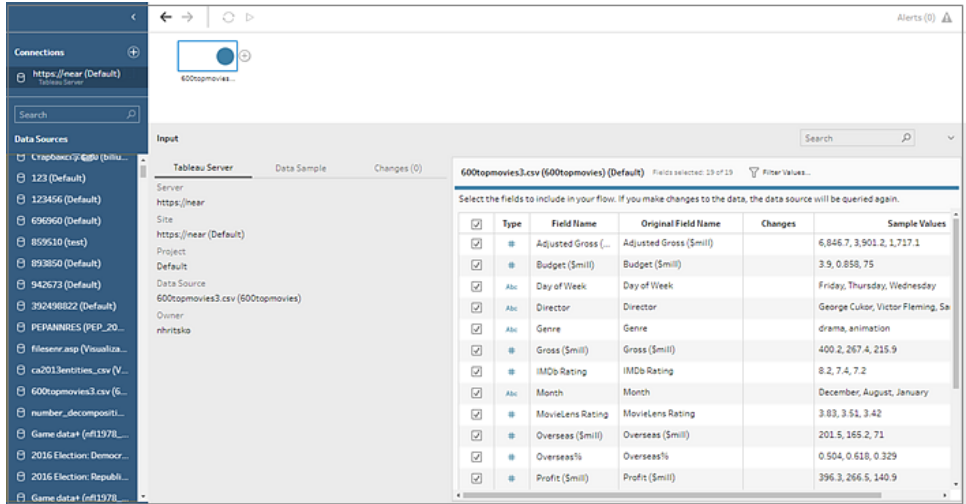 Alerts (0)
Connections
https://near (Default)
Tableau Server
600topmovies...
Search
Data Sources
(biliu...
123 (Default)
123456 (Default)
696960 (Default)
859510 (test)
893850 (Default)
942673 (Default)
392498822 (Default)
PEPANNRES (PEP_20...
filesenr.asp (Visualiza...
ca2013entities_csv (V...
600topmovies3.csv (6...
number_decompositi...
Game data+ (nfl1978_...
2016 Election: Democr...
2016 Election: Republi...
Game data+ (nfl1978_...
Input
Search
Tableau Server Data Sample Changes (0)
Server
https://near
Site
https://near (Default)
Project
Default
Data Source
600topmovies3.csv (600topmovies)
Owner
nhritsko
600topmovies3.csv (600topmovies) (Default) Fields selected: 19 of 19 Filter Values...
Select the fields to include in your flow. If you make changes to the data, the data source will be queried again.
Type Field Name Original Field Name Changes Sample Values
# Adjusted Gross (... Adjusted Gross ($mill) 6,846.7, 3,901.2, 1,717.1
# Budget ($mill) Budget ($mill) 3.9, 0.858, 75
Abc Day of Week Day of Week Friday, Thursday, Wednesday
Abc Director Director George Cukor, Victor Fleming, Sa
Abc Genre Genre drama, animation
# Gross ($mill) Gross ($mill) 400.2, 267.4, 215.9
# IMDb Rating IMDb Rating 8.2, 7.4, 7.2
Abc Month Month December, August, January
# MovieLens Rating MovieLens Rating 3.83, 3.51, 3.42
# Overseas ($mill) Overseas ($mill) 201.5, 165.2, 71
# Overseas% Overseas% 0.504, 0.618, 0.329
# Profit ($mill) Profit ($mill) 396.3, 266.5, 140.9